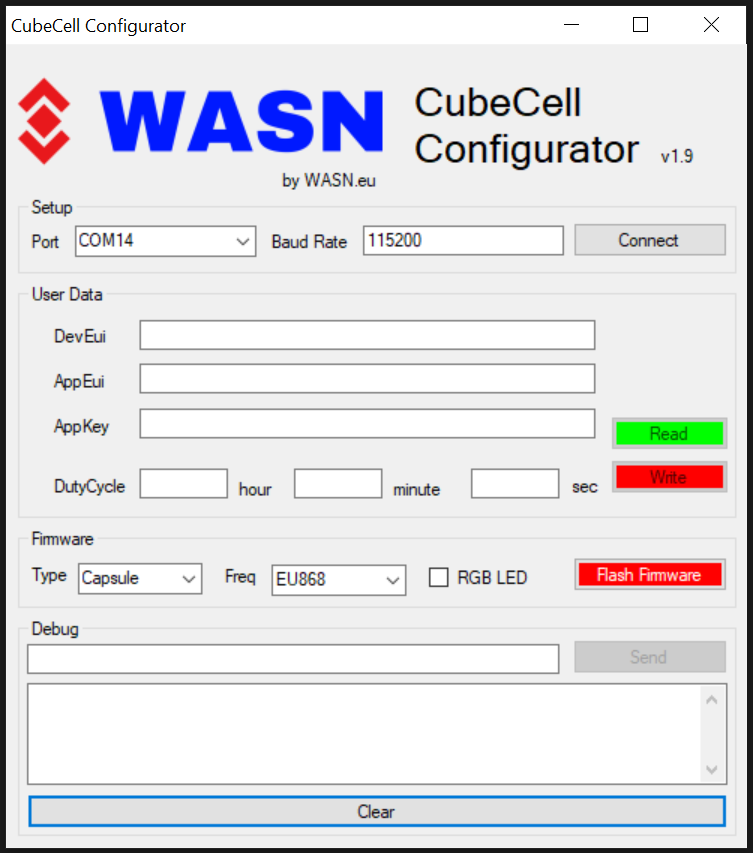 CubeCell Configurator
WASN
CubeCell
Configurator v1.9
by WASN.eu
Setup
Port COM14 Baud Rate 115200 Connect
User Data
DevEui
AppEui
AppKey
Read
DutyCycle hour minute sec Write
Firmware
Type Capsule Freq EU868 RGB LED Flash Firmware
Debug
Send
Clear